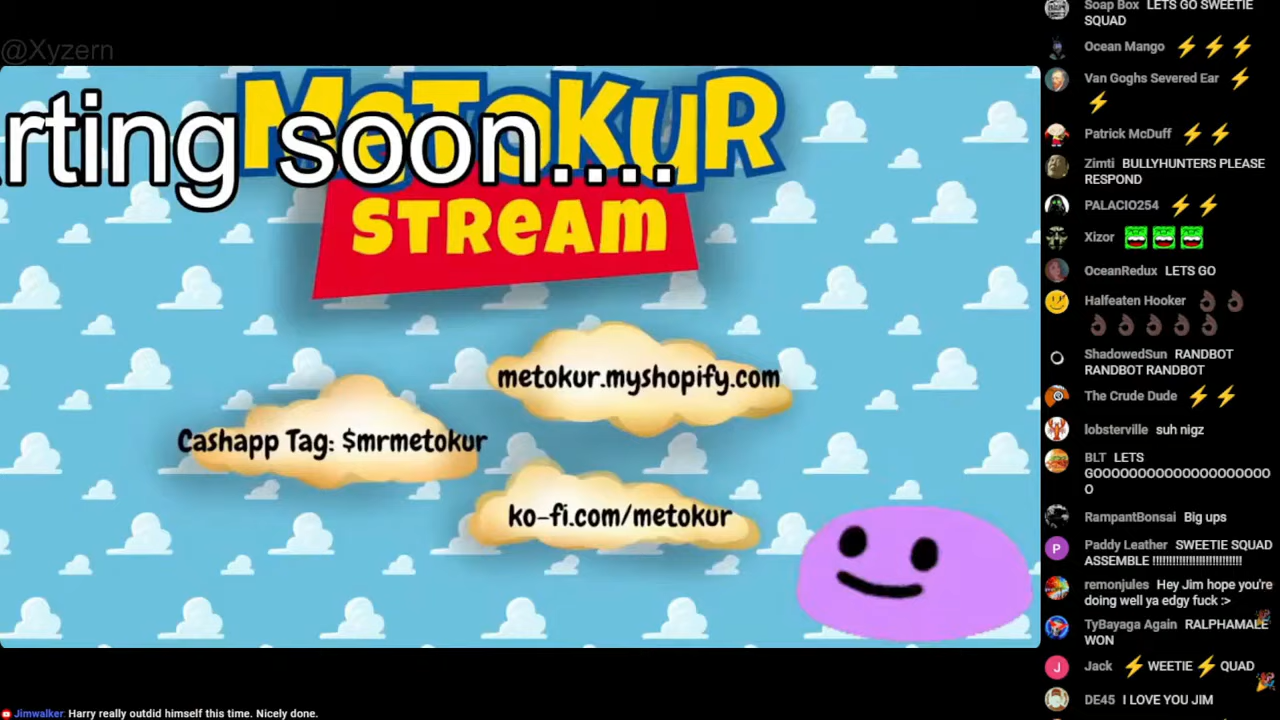 @Xyzern
METOKUR
rting soon....
STREAM
metokur.myshopify.com
Cashapp Tag: $mrmetokur
ko-fi.com/metokur
Jimwalker: Harry really outdid himself this time. Nicely done.
Soap Box LETS GO SWEETIE
SQUAD
Ocean Mango ⚡⚡⚡
Van Goghs Severed Ear ⚡
⚡
Patrick McDuff ⚡⚡
Zimti BULLYHUNTERS PLEASE
RESPOND
PALACIO254 ⚡⚡
Xizor
OceanRedux LETS GO
Halfeaten Hooker 👌🏿👌🏿
👌🏿👌🏿👌🏿👌🏿👌🏿
ShadowedSun RANDBOT
RANDBOT RANDBOT
The Crude Dude ⚡⚡
lobsterville suh nigz
BLT LETS
GOOOOOOOOOOOOOOOOOOOO
O
RampantBonsai Big ups
P
Paddy Leather SWEETIE SQUAD
ASSEMBLE !!!!!!!!!!!!!!!!!!!!!!!!!!
remonjules Hey Jim hope you're
doing well ya edgy fuck :>
TyBayaga Again RALPHAMALE
WON
J
Jack ⚡WEETIE⚡QUAD
DE45 I LOVE YOU JIM